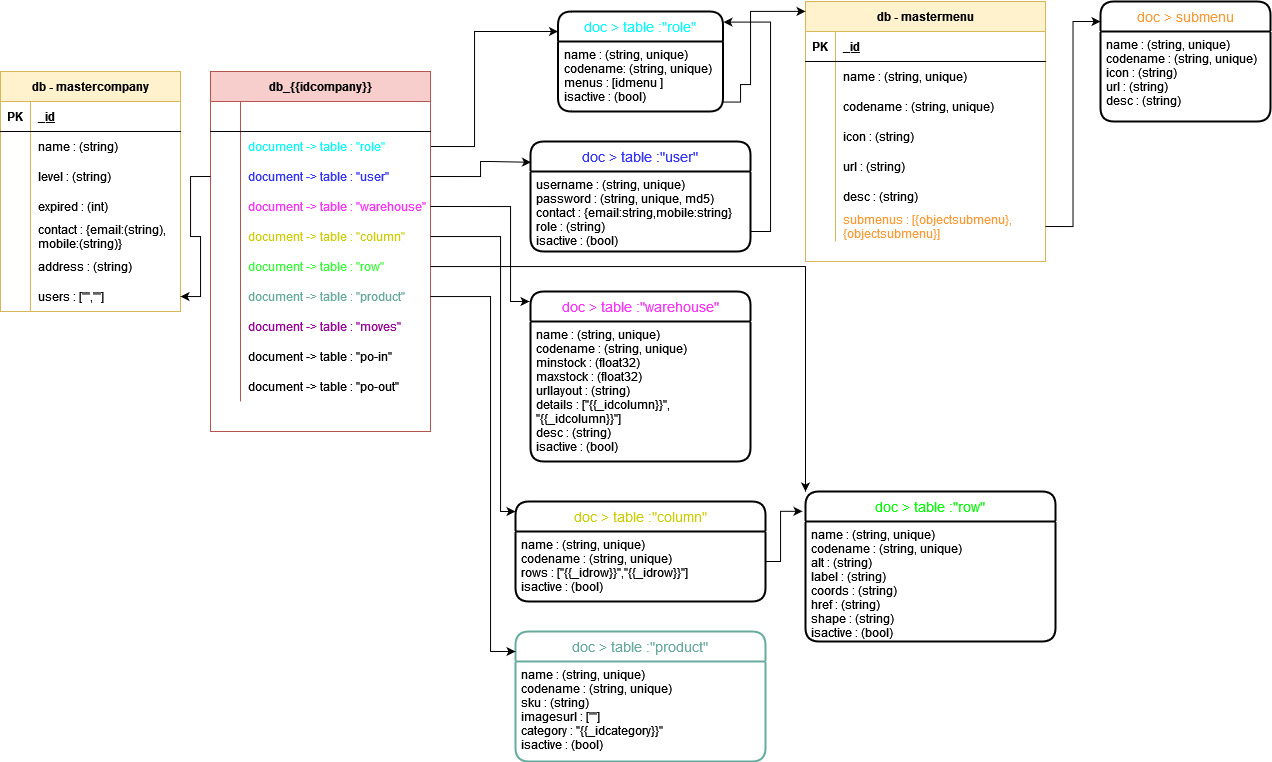 db - mastercompany
PK
_id
name : (string)
level : (string)
expired : (int)
contact : {email:(string),
mobile:(string)}
address : (string)
users : ["",""]
db_{{idcompany}}
document -> table : "role"
document -> table : "user"
document -> table : "warehouse"
document -> table : "column"
document -> table : "row"
document -> table : "product"
document -> table : "moves"
document -> table : "po-in"
document -> table : "po-out"
doc > table :"role"
name : (string, unique)
codename: (string, unique)
menus : [idmenu ]
isactive : (bool)
doc > table :"user"
username : (string, unique)
password : (string, unique, md5)
contact : {email:string,mobile:string}
role : (string)
isactive : (bool)
doc > table :"warehouse"
name : (string, unique)
codename : (string, unique)
minstock : (float32)
maxstock : (float32)
urllayout : (string)
details : ["{{_idcolumn}}",
"{{_idcolumn}}"]
desc : (string)
isactive : (bool)
doc > table :"column"
name : (string, unique)
codename : (string, unique)
rows : ["{{_idrow}}","{{_idrow}}"]
isactive : (bool)
doc > table :"product"
name : (string, unique)
codename : (string, unique)
sku : (string)
imagesurl : [""]
category : "{{_idcategory}}"
isactive : (bool)
db - mastermenu
PK
_id
name : (string, unique)
codename : (string, unique)
icon : (string)
url : (string)
desc : (string)
submenus : [{objectsubmenu},
{objectsubmenu}]
doc > submenu
name : (string, unique)
codename : (string, unique)
icon : (string)
url : (string)
desc : (string)
doc > table :"row"
name : (string, unique)
codename : (string, unique)
alt : (string)
label : (string)
coords : (string)
href : (string)
shape : (string)
isactive : (bool)